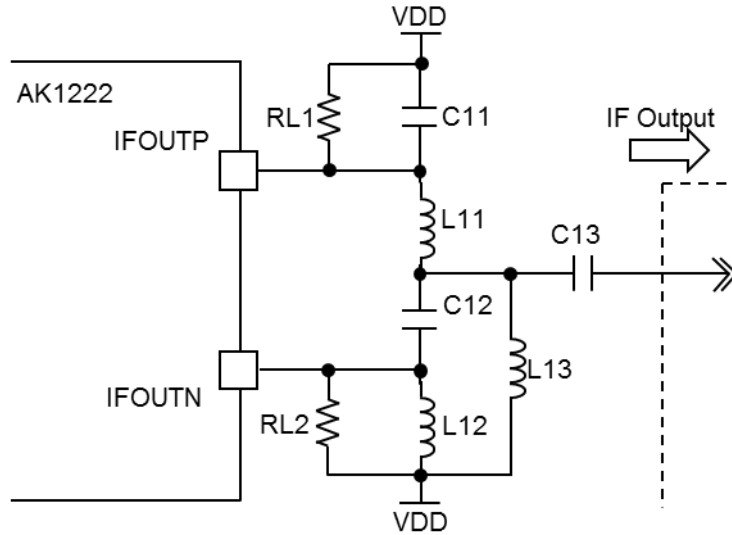 VDD
AK1222
RL1
C11
IF Output
IFOUTP
L11
C13
C12
L13
IFOUTN
RL2
L12
VDD